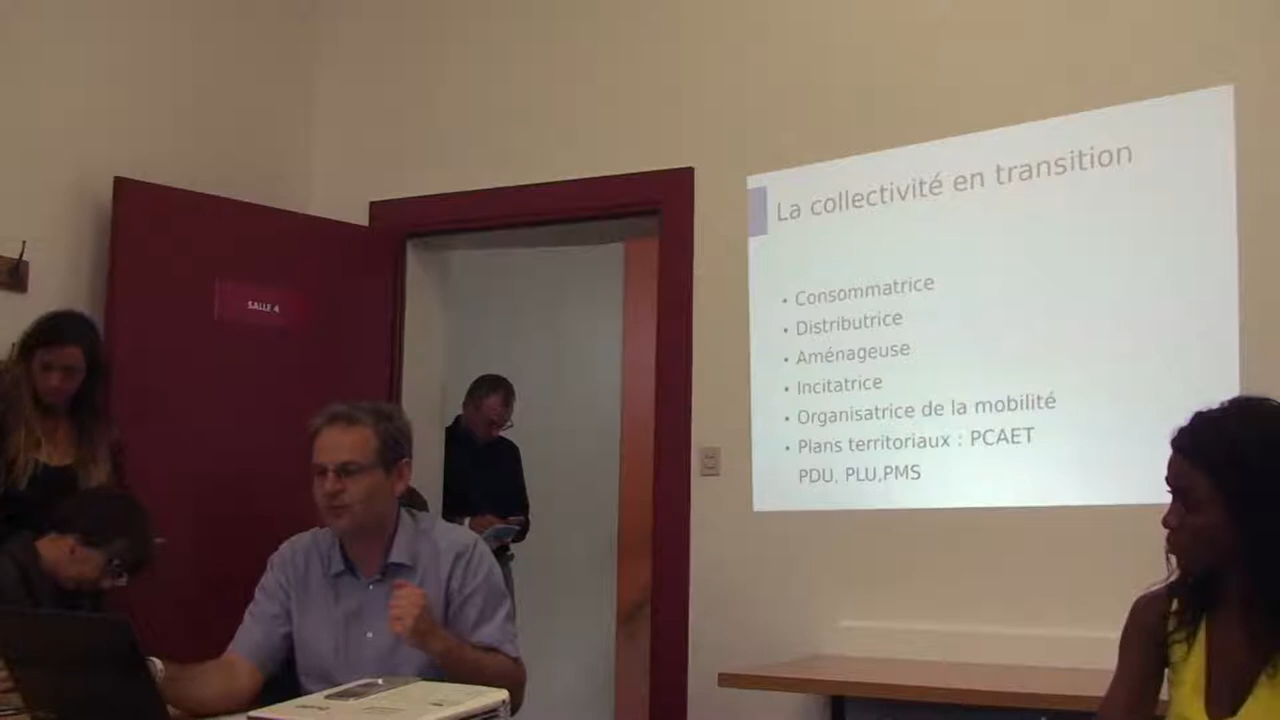 SALLE 4
La collectivité en transition
• Consommatrice
• Distributrice
• Aménageuse
• Incitatrice
• Organisatrice de la mobilité
• Plans territoriaux : PCAET
PDU, PLU,PMS